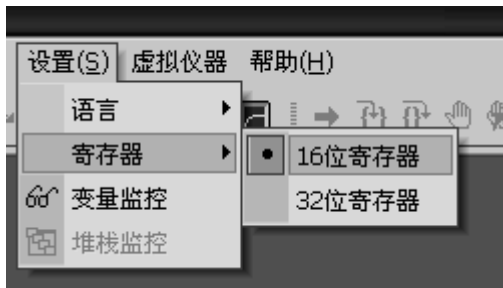 设置(S) 虚拟仪器 帮助(H)
语言
寄存器
16位寄存器
变量监控
32位寄存器
堆栈监控